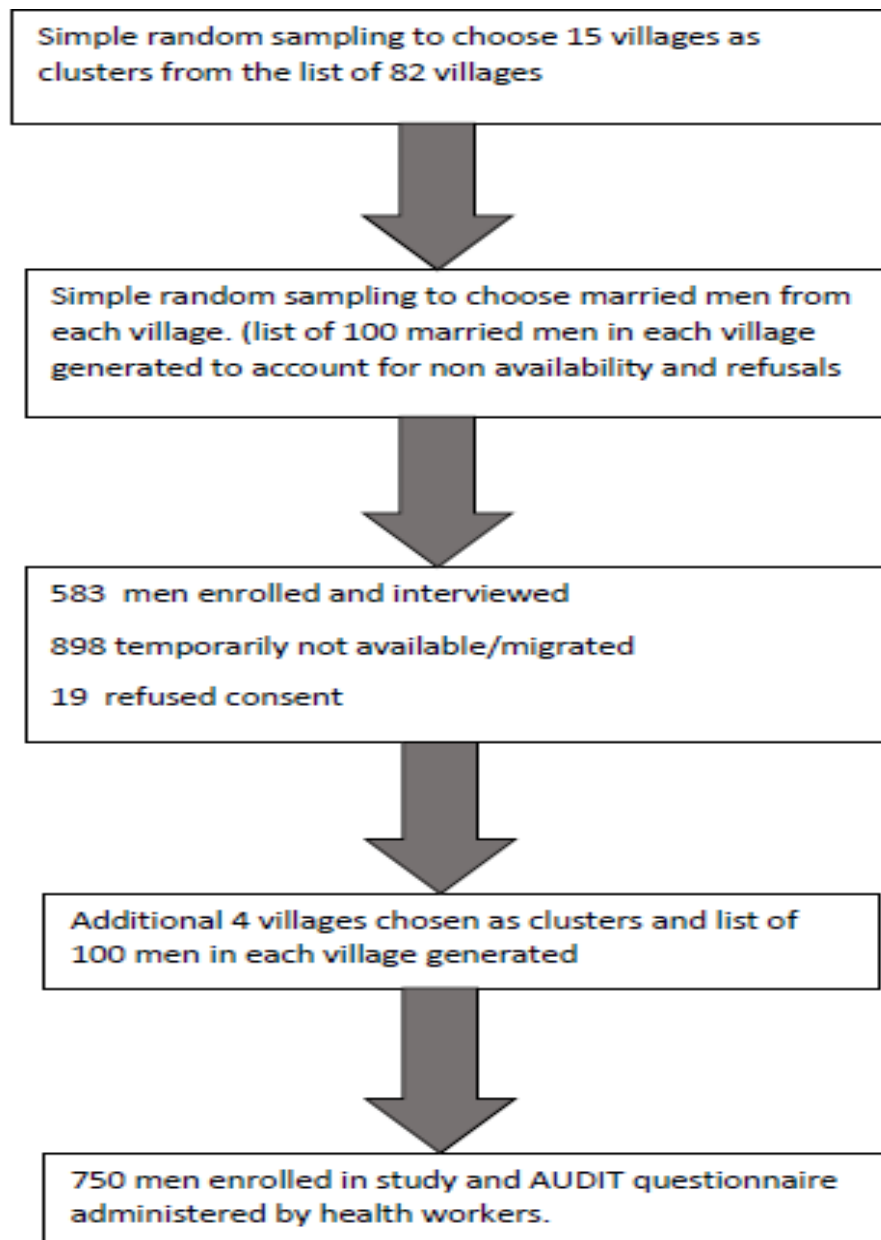 Simple random sampling to choose 15 villages as
clusters from the list of 82 villages
Simple random sampling to choose married men from
each village. (list of 100 married men in each village
generated to account for non availability and refusals
583 men enrolled and interviewed
898 temporarily not available/migrated
19 refused consent
Additional 4 villages chosen as clusters and list of
100 men in each village generated
750 men enrolled in study and AUDIT questionnaire
administered by health workers.